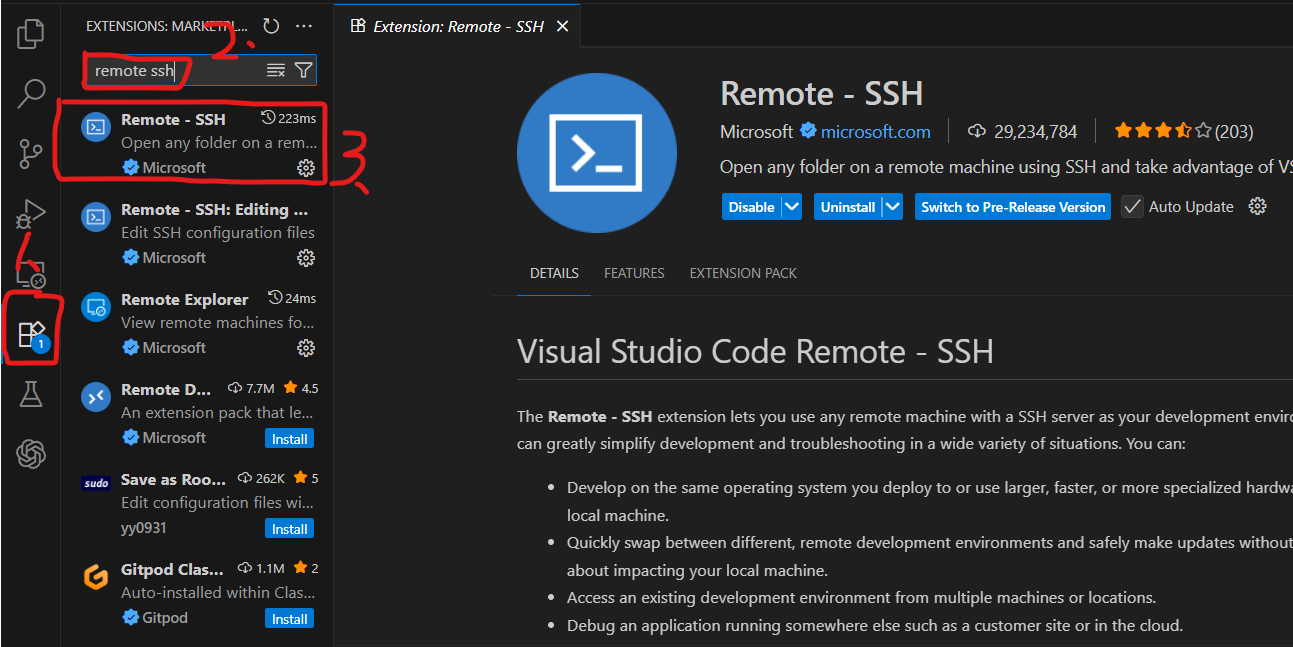 EXTENSIONS: MARKETPL...
2.
remote ssh
Remote - SSH 223ms
Open any folder on a rem...
Microsoft
3.
Remote - SSH: Editing ...
Edit SSH configuration files
Microsoft
1.
Remote Explorer 24ms
View remote machines fo...
Microsoft
1
Remote D... 7.7M 4.5
An extension pack that le...
Microsoft Install
sudo
Save as Roo... 262K 5
Edit configuration files wi...
yy0931 Install
Gitpod Clas... 1.1M 2
Auto-installed within Clas...
Gitpod Install
Extension: Remote - SSH
Remote - SSH
Microsoft microsoft.com 29,234,784 (203)
Open any folder on a remote machine using SSH and take advantage of VS
Disable Uninstall Switch to Pre-Release Version Auto Update
DETAILS FEATURES EXTENSION PACK
Visual Studio Code Remote - SSH
The Remote - SSH extension lets you use any remote machine with a SSH server as your development enviro
can greatly simplify development and troubleshooting in a wide variety of situations. You can:
• Develop on the same operating system you deploy to or use larger, faster, or more specialized hardwa
local machine.
• Quickly swap between different, remote development environments and safely make updates without
about impacting your local machine.
• Access an existing development environment from multiple machines or locations.
• Debug an application running somewhere else such as a customer site or in the cloud.